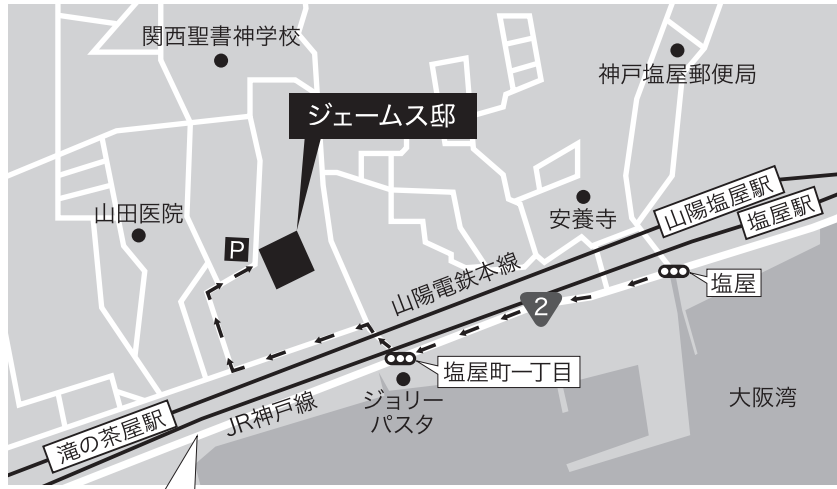 関西聖書神学校
神戸塩屋郵便局
ジェームス邸
山田医院
P
安養寺
山陽塩屋駅
塩屋駅
山陽電鉄本線
塩屋
2
塩屋町一丁目
ジョリー
パスタ
大阪湾
JR神戸線
滝の茶屋駅